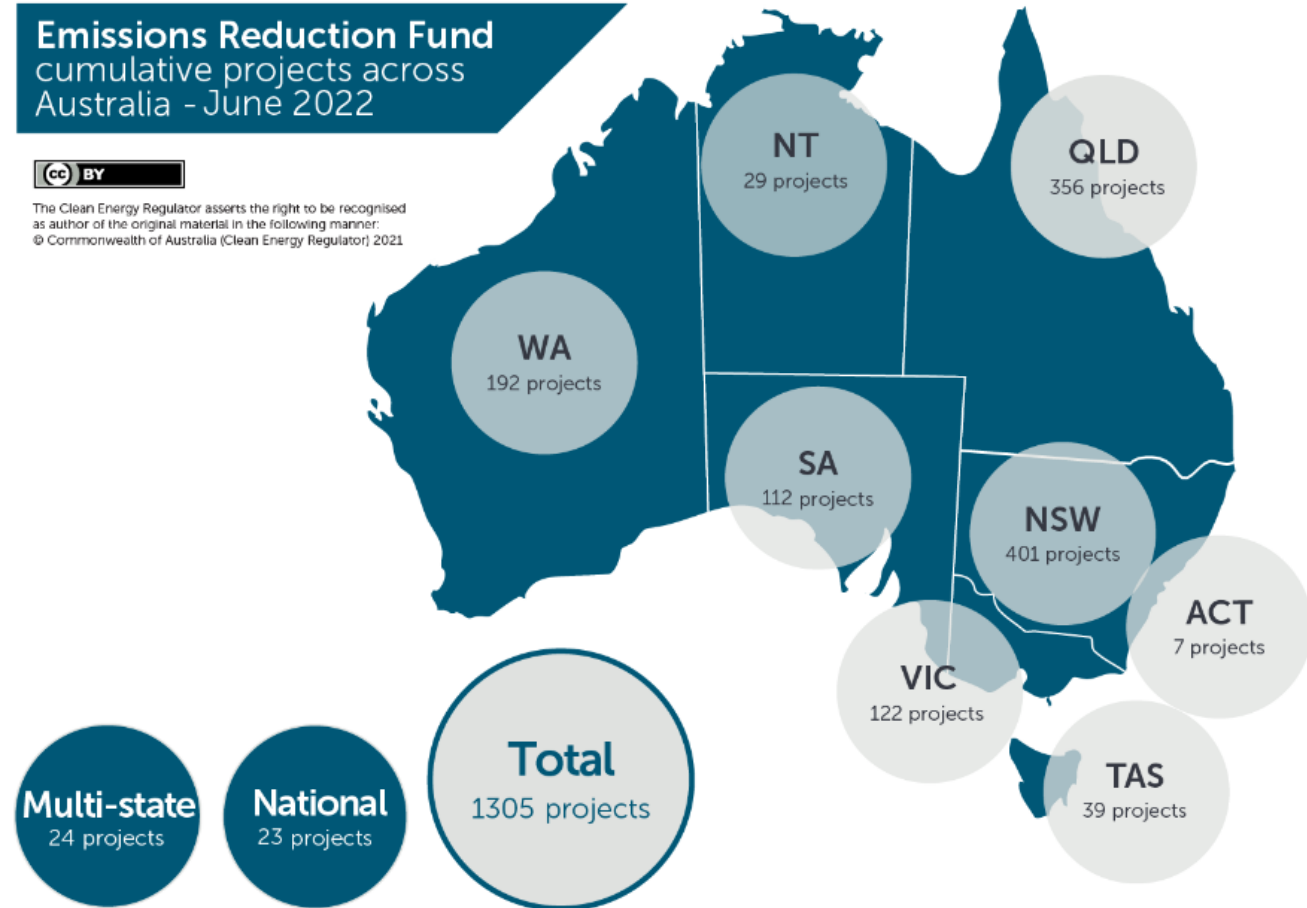 Emissions Reduction Fund
cumulative projects across
Australia - June 2022
cc BY
The Clean Energy Regulator asserts the right to be recognised
as author of the original material in the following manner:
© Commonwealth of Australia (Clean Energy Regulator) 2021
NT
29 projects
QLD
356 projects
WA
192 projects
SA
112 projects
NSW
401 projects
ACT
7 projects
VIC
122 projects
TAS
39 projects
Multi-state
24 projects
National
23 projects
Total
1305 projects